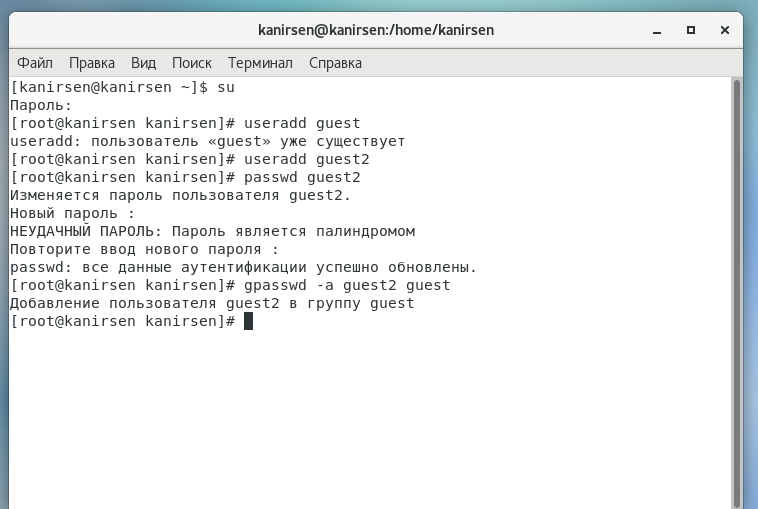 kanirsen@kanirsen:/home/kanirsen
Файл Правка Вид Поиск Терминал Справка
[kanirsen@kanirsen ~]$ su
Пароль:
[root@kanirsen kanirsen]# useradd guest
useradd: пользователь «guest» уже существует
[root@kanirsen kanirsen]# useradd guest2
[root@kanirsen kanirsen]# passwd guest2
Изменяется пароль пользователя guest2.
Новый пароль :
НЕУДАЧНЫЙ ПАРОЛЬ: Пароль является палиндромом
Повторите ввод нового пароля :
passwd: все данные аутентификации успешно обновлены.
[root@kanirsen kanirsen]# gpasswd -a guest2 guest
Добавление пользователя guest2 в группу guest
[root@kanirsen kanirsen]#